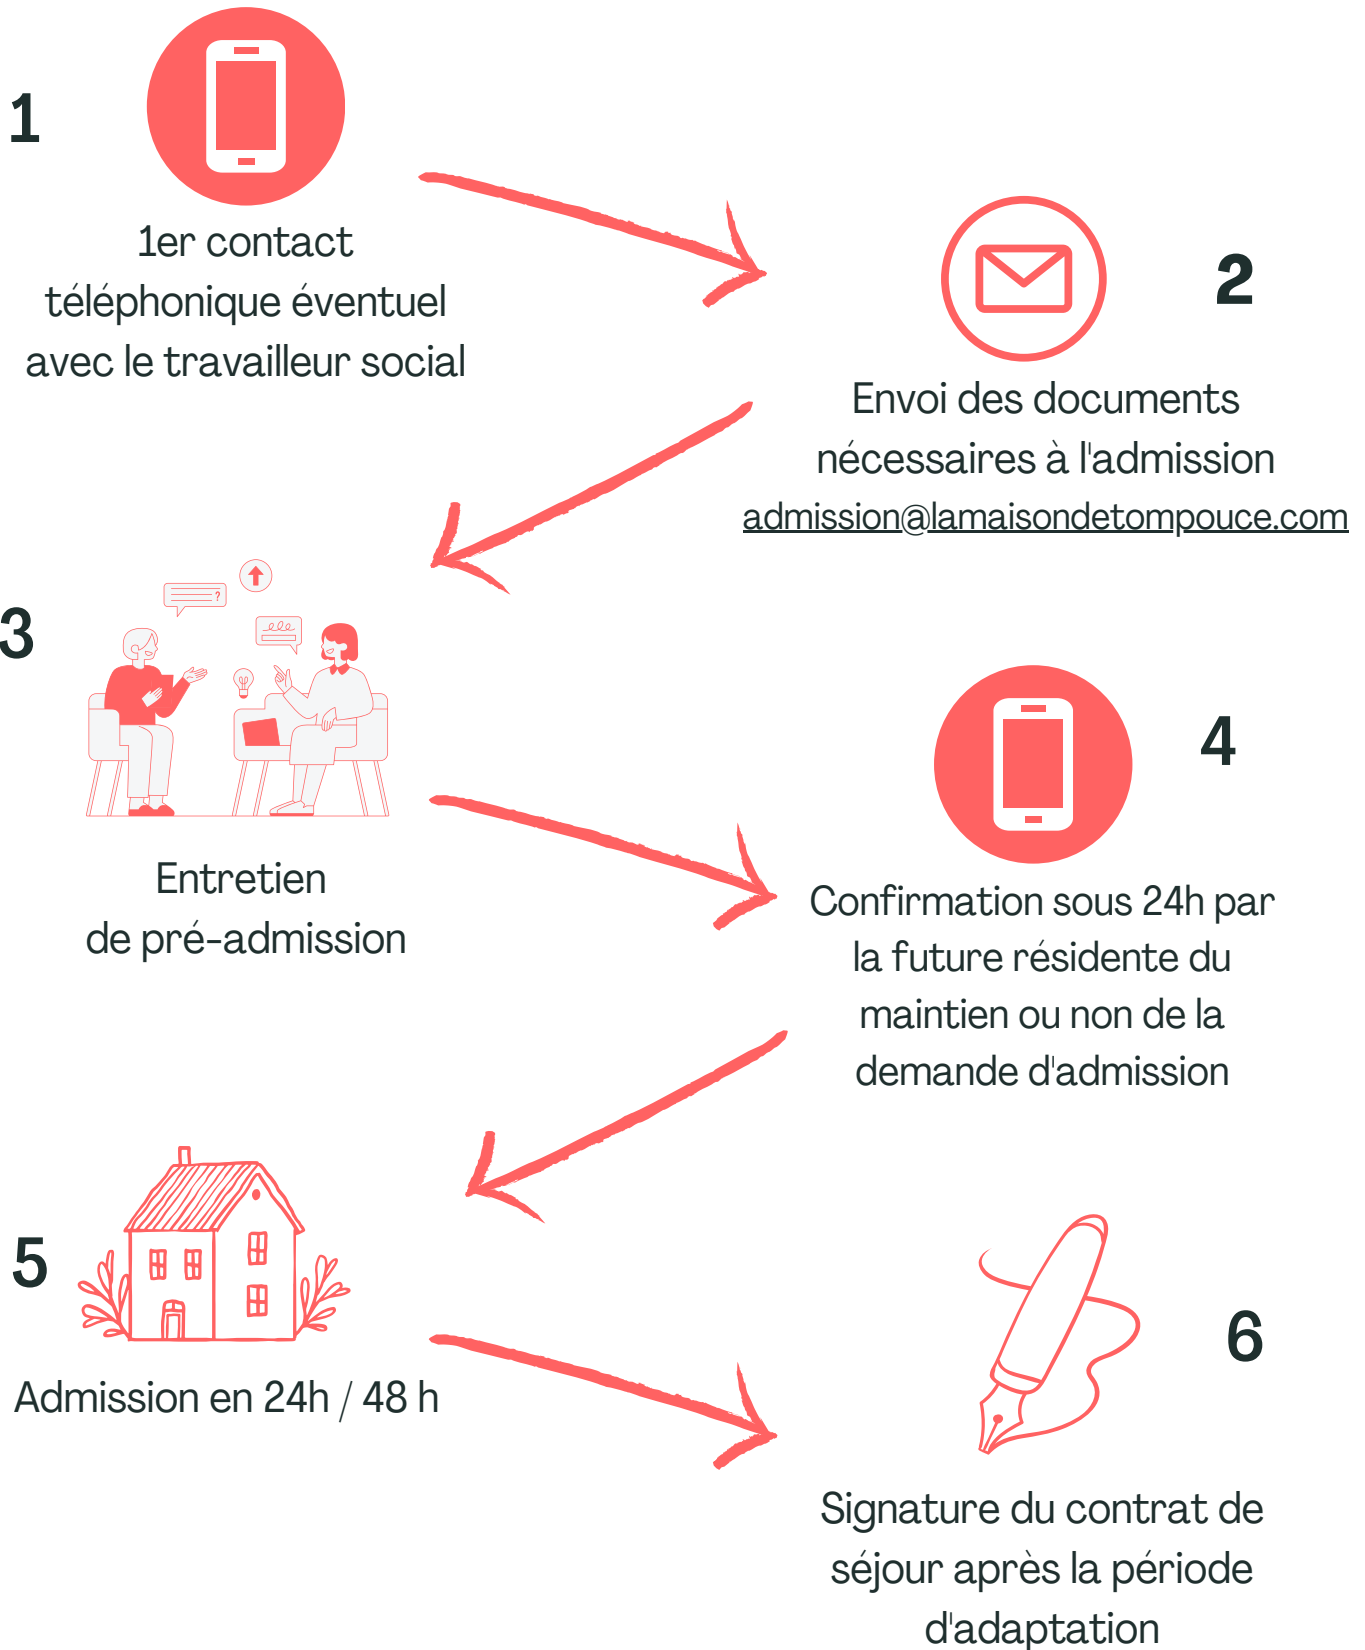 1
1er contact
téléphonique éventuel
avec le travailleur social
2
Envoi des documents
nécessaires à l'admission
admission@lamaisondetompouce.com
3
?
Entretien
de pré-admission
4
Confirmation sous 24h par
la future résidente du
maintien ou non de la
demande d'admission
5
Admission en 24h / 48 h
6
Signature du contrat de
séjour après la période
d'adaptation